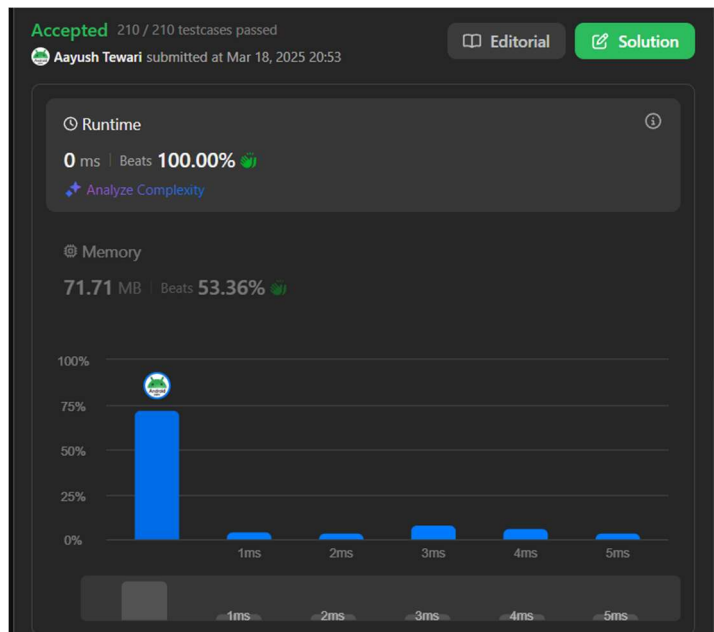 Accepted 210 / 210 testcases passed
Editorial
Solution
Aayush Tewari submitted at Mar 18, 2025 20:53
Runtime
0 ms | Beats 100.00%
Analyze Complexity
Memory
71.71 MB | Beats 53.36%
100%
75%
50%
25%
0%
1ms 2ms 3ms 4ms 5ms
1ms 2ms 3ms 4ms 5ms